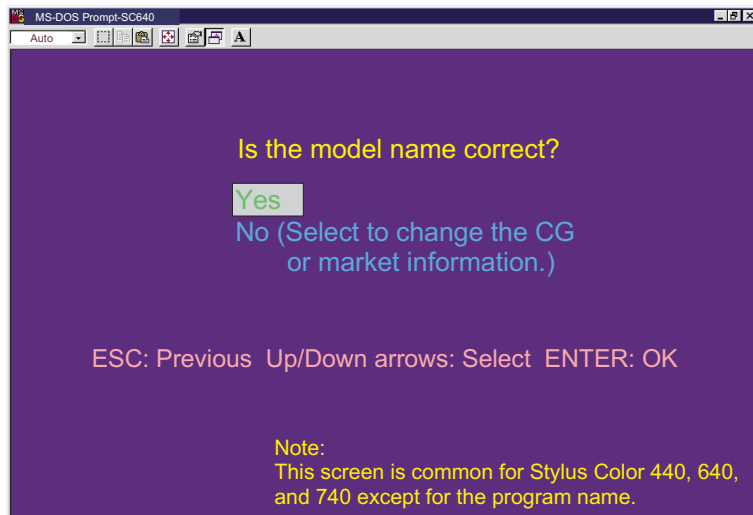 MS-DOS Prompt-SC640
Auto
A
Is the model name correct?
Yes
No (Select to change the CG
or market information.)
ESC: Previous  Up/Down arrows: Select  ENTER: OK
Note:
This screen is common for Stylus Color 440, 640,
and 740 except for the program name.